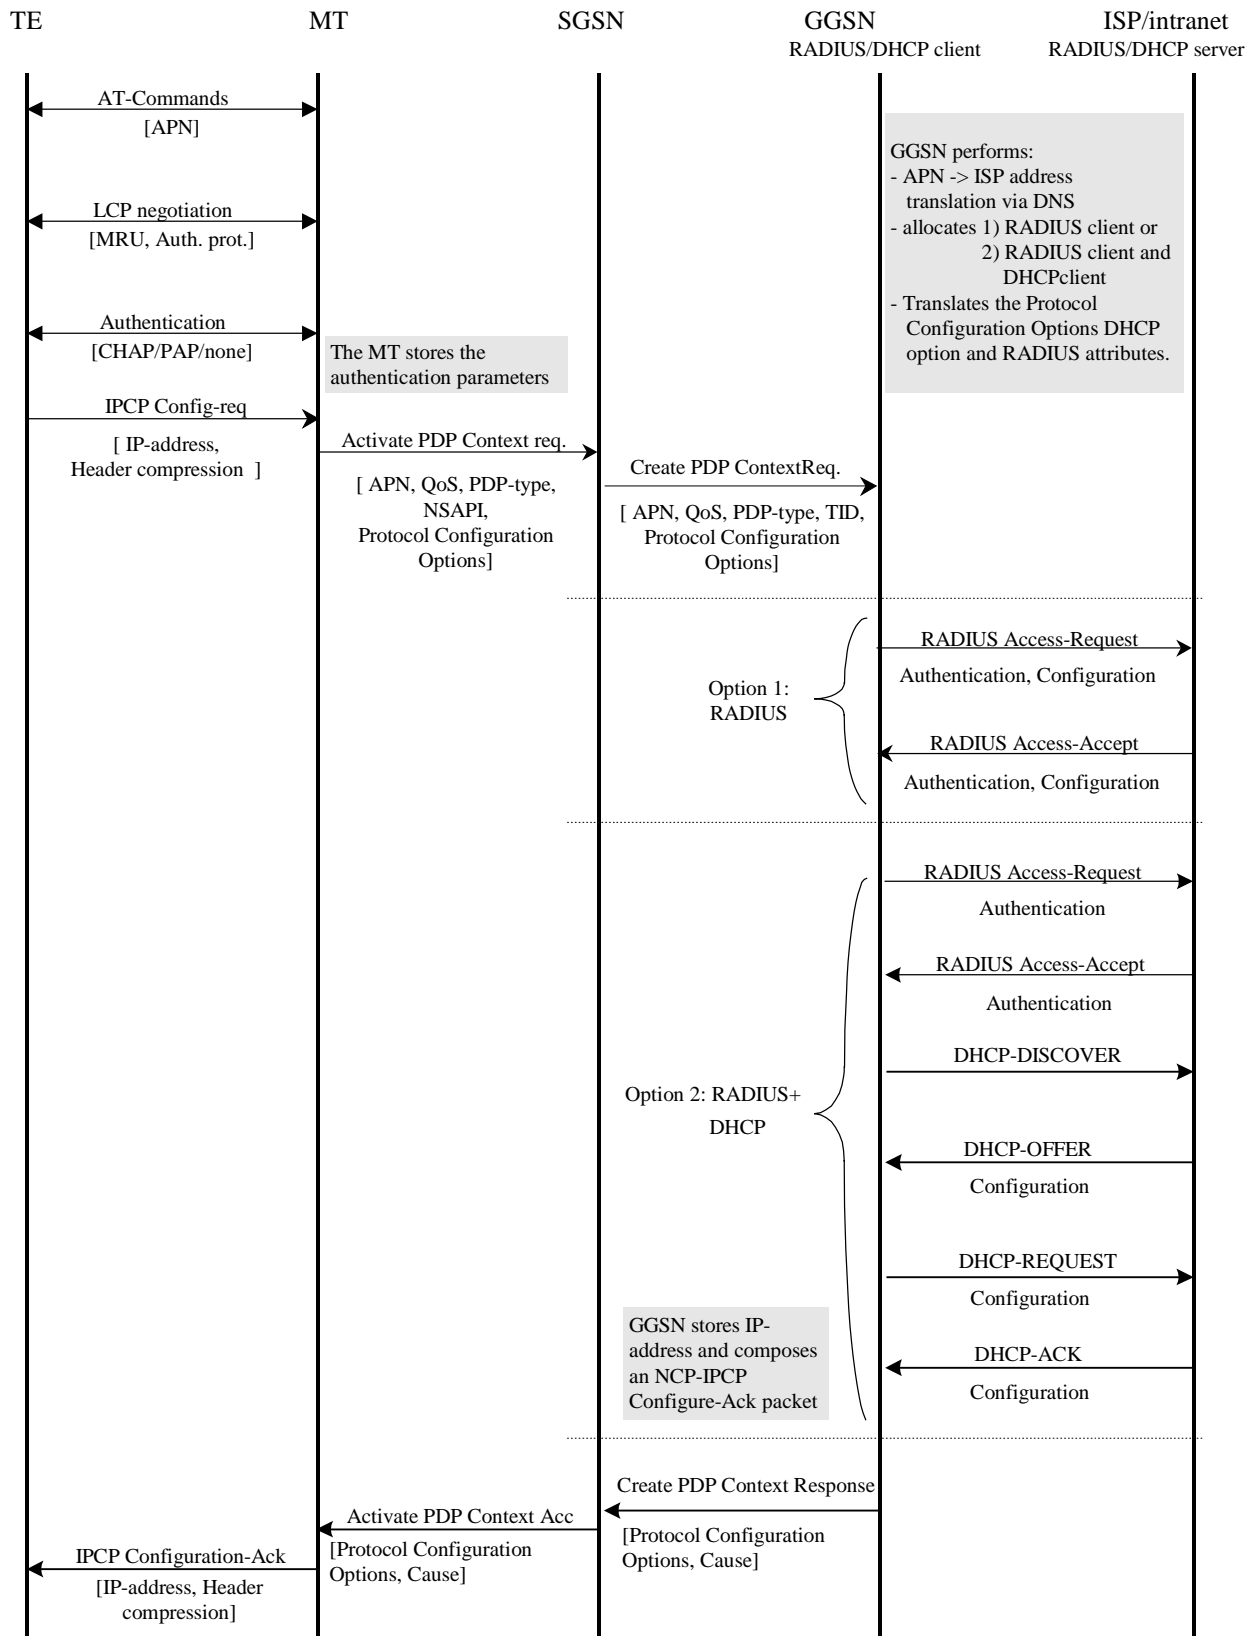 TE
MT
SGSN
GGSN
ISP/intranet
RADIUS/DHCP client
RADIUS/DHCP server
AT-Commands
[APN]
GGSN performs:
- APN -> ISP address
translation via DNS
- allocates 1) RADIUS client or
2) RADIUS client and
DHCPclient
- Translates the Protocol
Configuration Options DHCP
option and RADIUS attributes.
LCP negotiation
[MRU, Auth. prot.]
Authentication
[CHAP/PAP/none]
The MT stores the
authentication parameters
IPCP Config-req
[ IP-address,
Header compression ]
Activate PDP Context req.
[ APN, QoS, PDP-type,
NSAPI,
Protocol Configuration
Options]
Create PDP ContextReq.
[ APN, QoS, PDP-type, TID,
Protocol Configuration
Options]
Option 1:
RADIUS
RADIUS Access-Request
Authentication, Configuration
RADIUS Access-Accept
Authentication, Configuration
Option 2: RADIUS+
DHCP
RADIUS Access-Request
Authentication
RADIUS Access-Accept
Authentication
DHCP-DISCOVER
DHCP-OFFER
Configuration
DHCP-REQUEST
Configuration
DHCP-ACK
Configuration
GGSN stores IP-
address and composes
an NCP-IPCP
Configure-Ack packet
Create PDP Context Response
[Protocol Configuration
Options, Cause]
Activate PDP Context Acc
[Protocol Configuration
Options, Cause]
IPCP Configuration-Ack
[IP-address, Header
compression]